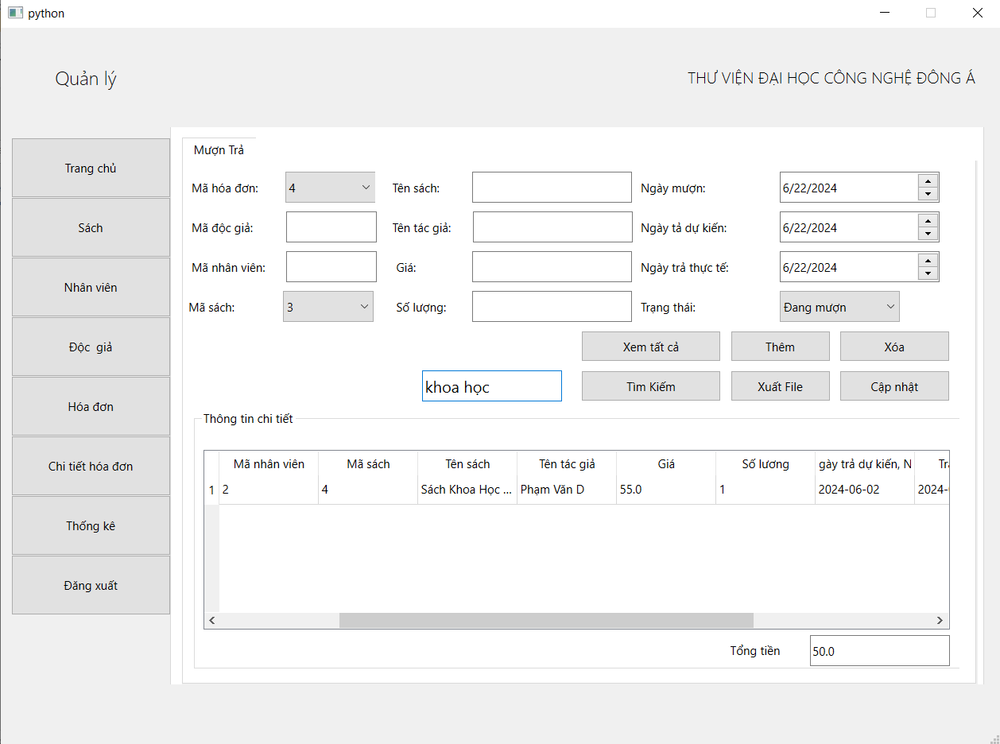 python
Quản lý
THƯ VIỆN ĐẠI HỌC CÔNG NGHỆ ĐÔNG Á
Trang chủ
Sách
Nhân viên
Độc giả
Hóa đơn
Chi tiết hóa đơn
Thống kê
Đăng xuất
Mượn Trả
Mã hóa đơn: 4 Tên sách: Ngày mượn: 6/22/2024
Mã độc giả: Tên tác giả: Ngày tả dự kiến: 6/22/2024
Mã nhân viên: Giá: Ngày trả thực tế: 6/22/2024
Mã sách: 3 Số lượng: Trạng thái: Đang mượn
Xem tất cả Thêm Xóa
khoa học Tìm Kiếm Xuất File Cập nhật
Thông tin chi tiết
Mã nhân viên Mã sách Tên sách Tên tác giả Giá Số lương gày trả dự kiến, N Tr
1 2 4 Sách Khoa Học ... Phạm Văn D 55.0 1 2024-06-02 2024-
Tổng tiền 50.0